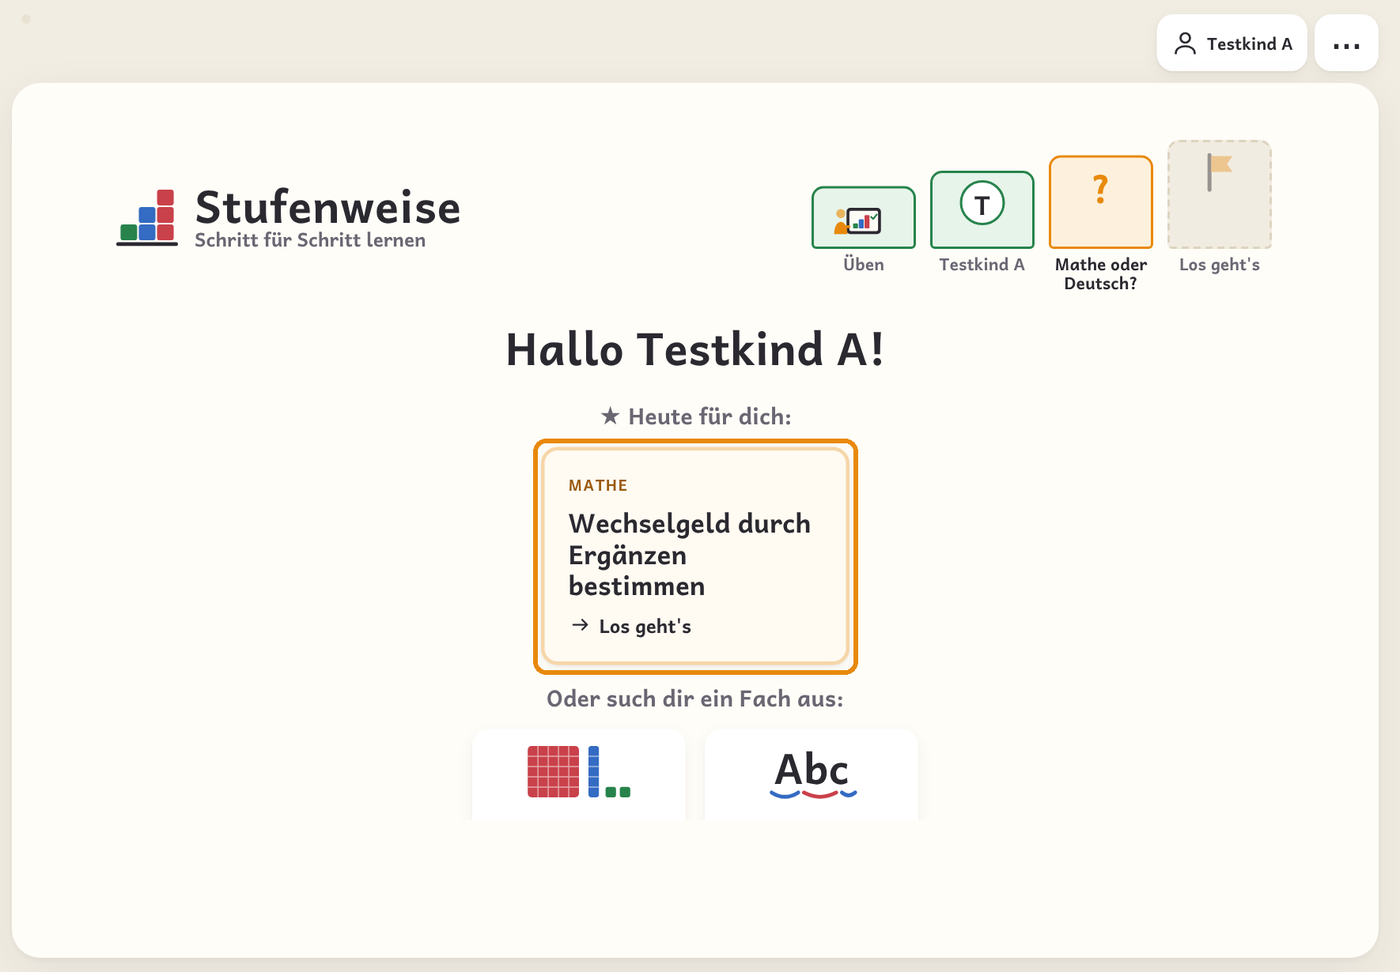 Testkind A
...
Stufenweise
Schritt für Schritt lernen
T
?
Üben
Testkind A
Mathe oder
Deutsch?
Los geht's
Hallo Testkind A!
★ Heute für dich:
MATHE
Wechselgeld durch
Ergänzen
bestimmen
→ Los geht's
Oder such dir ein Fach aus:
Abc